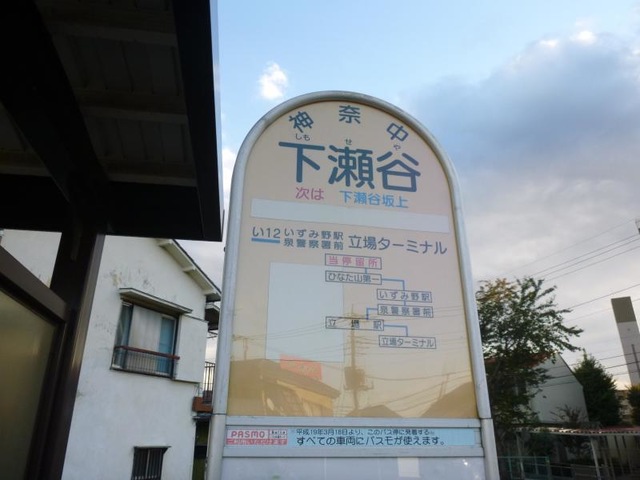 神奈中
しも せ や
下瀬谷
次は 下瀬谷坂上
い12 いずみ野駅
泉警察署前 立場ターミナル
当停留所
ひなた山第一
いずみ野駅
泉警察署前
立場駅
立場ターミナル
PASMO
平成19年3月18日より、このバス停に発着する
すべての車両にパスモが使えます。